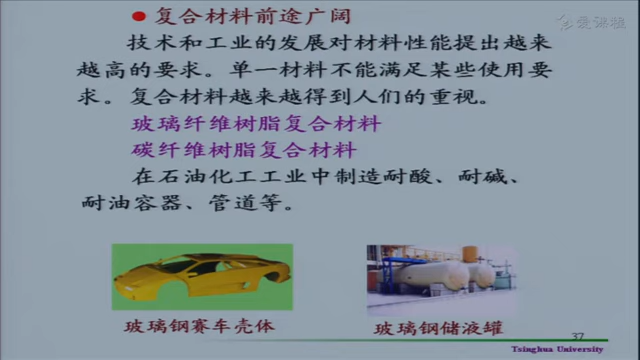 爱课程
复合材料前途广阔
技术和工业的发展对材料性能提出越来
越高的要求。单一材料不能满足某些使用要
求。复合材料越来越得到人们的重视。
玻璃纤维树脂复合材料
碳纤维树脂复合材料
在石油化工工业中制造耐酸、耐碱、
耐油容器、管道等。
玻璃钢赛车壳体
玻璃钢储液罐
37
Tsinghua University